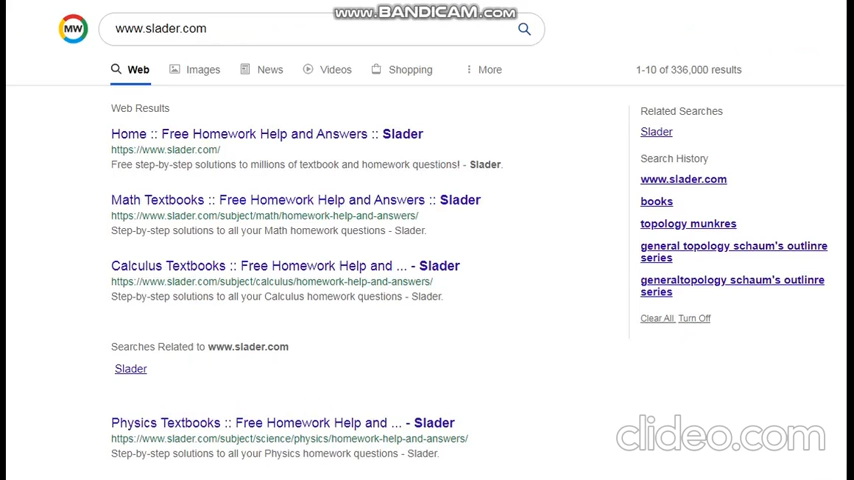 www.BANDICAM.com
MW
www.slader.com
Web
Images
News
Videos
Shopping
More
1-10 of 336,000 results
Web Results
Home :: Free Homework Help and Answers :: Slader
https://www.slader.com/
Free step-by-step solutions to millions of textbook and homework questions! - Slader.
Math Textbooks :: Free Homework Help and Answers :: Slader
https://www.slader.com/subject/math/homework-help-and-answers/
Step-by-step solutions to all your Math homework questions - Slader.
Calculus Textbooks :: Free Homework Help and ... - Slader
https://www.slader.com/subject/calculus/homework-help-and-answers/
Step-by-step solutions to all your Calculus homework questions - Slader.
Searches Related to www.slader.com
Slader
Physics Textbooks :: Free Homework Help and ... - Slader
https://www.slader.com/subject/science/physics/homework-help-and-answers/
Step-by-step solutions to all your Physics homework questions - Slader.
Related Searches
Slader
Search History
www.slader.com
books
topology munkres
general topology schaum's outlinre
series
generaltopology schaum's outlinre
series
Clear All Turn Off
clideo.com